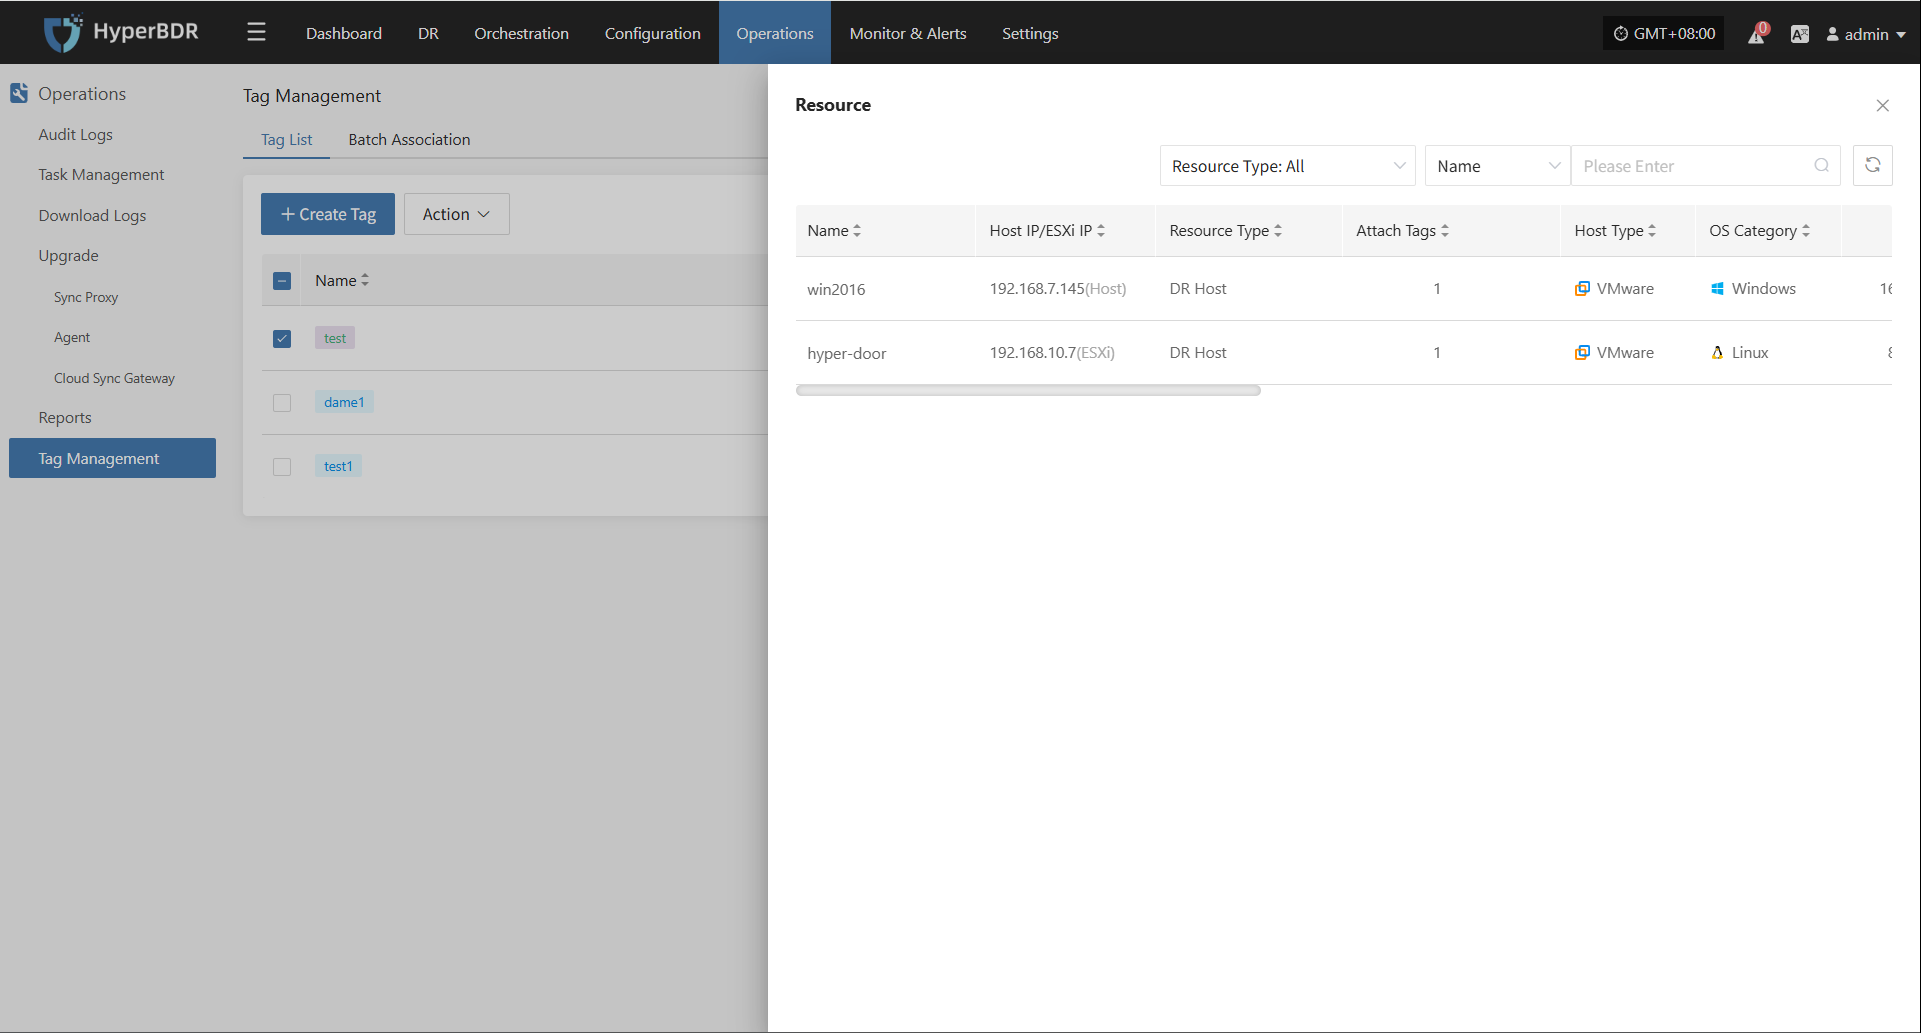 HyperBDR
Dashboard DR Orchestration Configuration Operations Monitor & Alerts Settings
GMT+08:00 0 admin
Operations
Audit Logs
Task Management
Download Logs
Upgrade
Sync Proxy
Agent
Cloud Sync Gateway
Reports
Tag Management
Tag Management
Tag List Batch Association
Create Tag Action
Name
test
dame1
test1
Resource
Resource Type: All Name Please Enter
Name Host IP/ESXi IP Resource Type Attach Tags Host Type OS Category
win2016 192.168.7.145(Host) DR Host 1 VMware Windows
hyper-door 192.168.10.7(ESXi) DR Host 1 VMware Linux